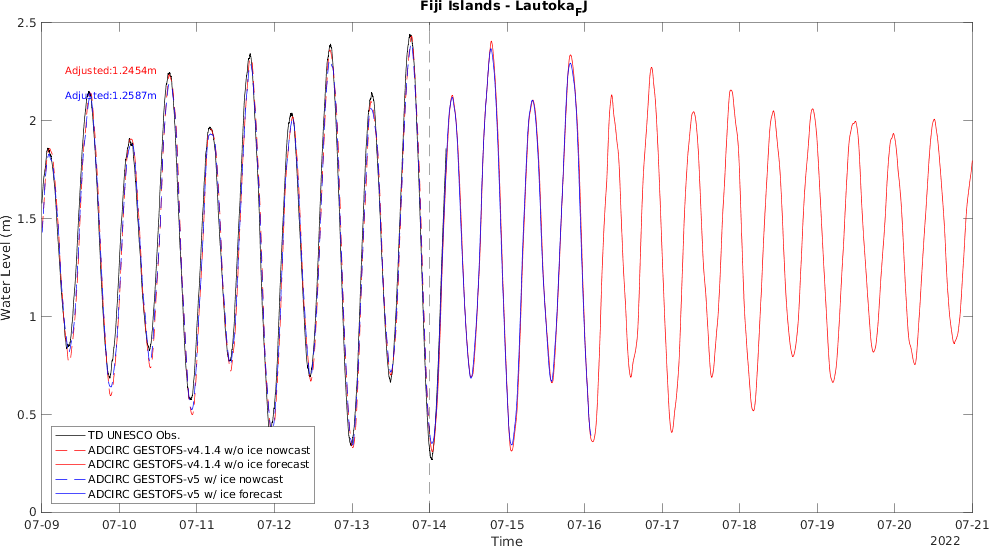 Fiji Islands - Lautoka_FJ
2.5
Adjusted:1.2454m
Adjusted:1.2587m
2
1.5
Water Level (m)
1
0.5
TD UNESCO Obs.
ADCIRC GESTOFS-v4.1.4 w/o ice nowcast
ADCIRC GESTOFS-v4.1.4 w/o ice forecast
ADCIRC GESTOFS-v5 w/ ice nowcast
ADCIRC GESTOFS-v5 w/ ice forecast
0
07-09 07-10 07-11 07-12 07-13 07-14 07-15 07-16 07-17 07-18 07-19 07-20 07-21
Time
2022